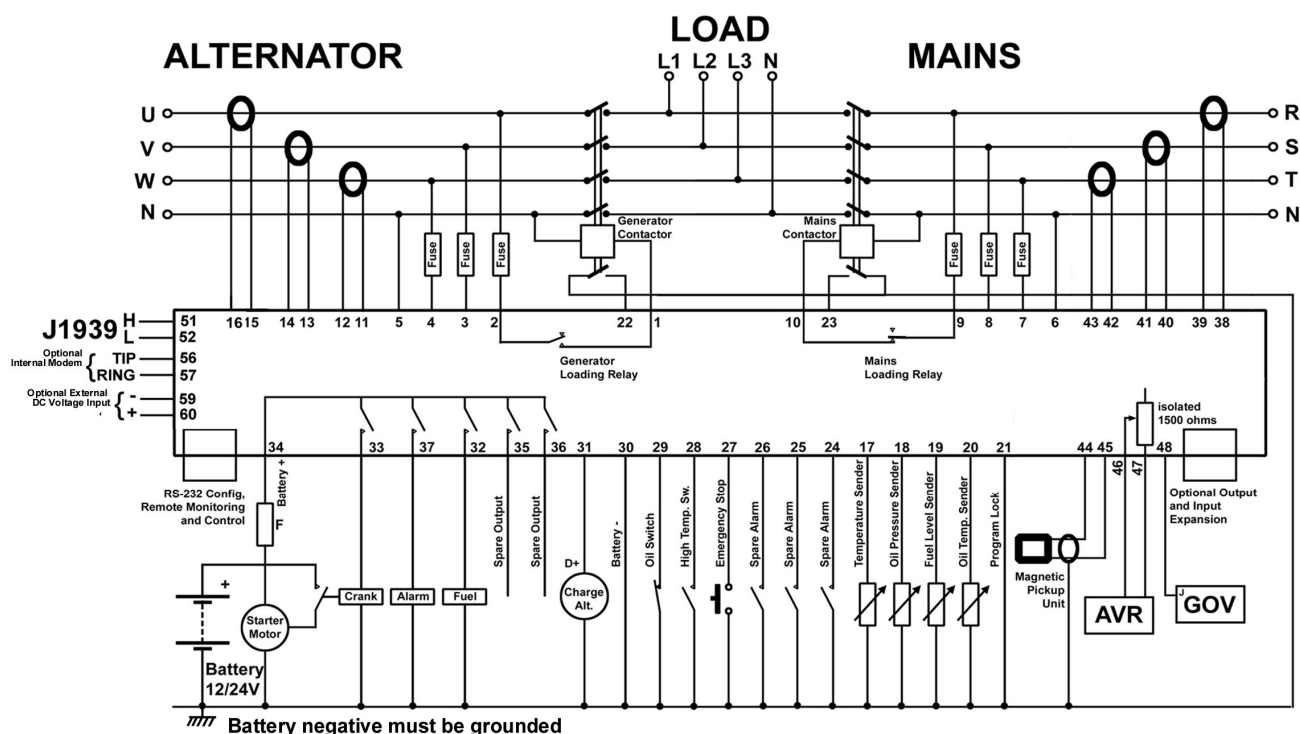 LOAD
ALTERNATOR
MAINS
L1 L2 L3 N
U
V
W
N
R
S
T
N
Generator
Contactor
Mains
Contactor
Fuse
Fuse
Fuse
Fuse
Fuse
Fuse
J1939
H
L
51
52
Optional
Internal Modem
TIP
RING
56
57
Optional External
DC Voltage Input
-
+
59
60
16 15 14 13 12 11 5 4 3 2 22 1 10 23 9 8 7 6 43 42 41 40 39 38
Generator
Loading Relay
Mains
Loading Relay
isolated
1500 ohms
34 33 37 32 35 36 31 30 29 28 27 26 25 24 17 18 19 20 21 44 45 46 47 48
RS-232 Config,
Remote Monitoring
and Control
Battery +
F
Spare Output
Spare Output
D+
Charge
Alt.
Battery -
Oil Switch
High Temp. Sw.
Emergency Stop
Spare Alarm
Spare Alarm
Spare Alarm
Temperature Sender
Oil Pressure Sender
Fuel Level Sender
Oil Temp. Sender
Program Lock
Magnetic
Pickup
Unit
Optional Output
and Input
Expansion
AVR
J
GOV
+
Crank
Alarm
Fuel
Starter
Motor
Battery
12/24V
Battery negative must be grounded